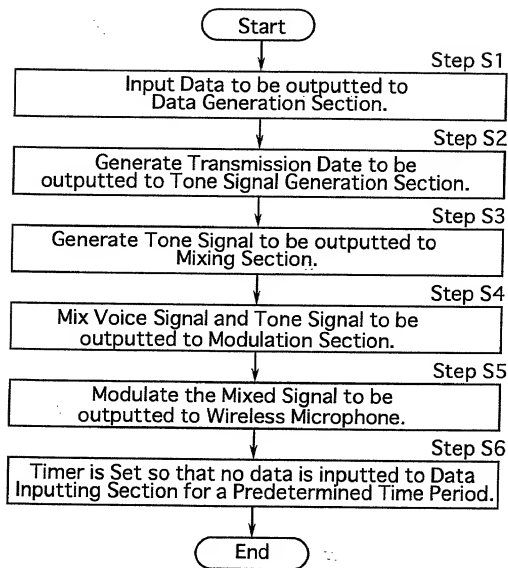 Start
Step S1
Input Data to be outputted to
Data Generation Section.
Step S2
Generate Transmission Date to be
outputted to Tone Signal Generation Section.
Step S3
Generate Tone Signal to be outputted to
Mixing Section.
Step S4
Mix Voice Signal and Tone Signal to be
outputted to Modulation Section.
Step S5
Modulate the Mixed Signal to be
outputted to Wireless Microphone.
Step S6
Timer is Set so that no data is inputted to Data
Inputting Section for a Predetermined Time Period.
End